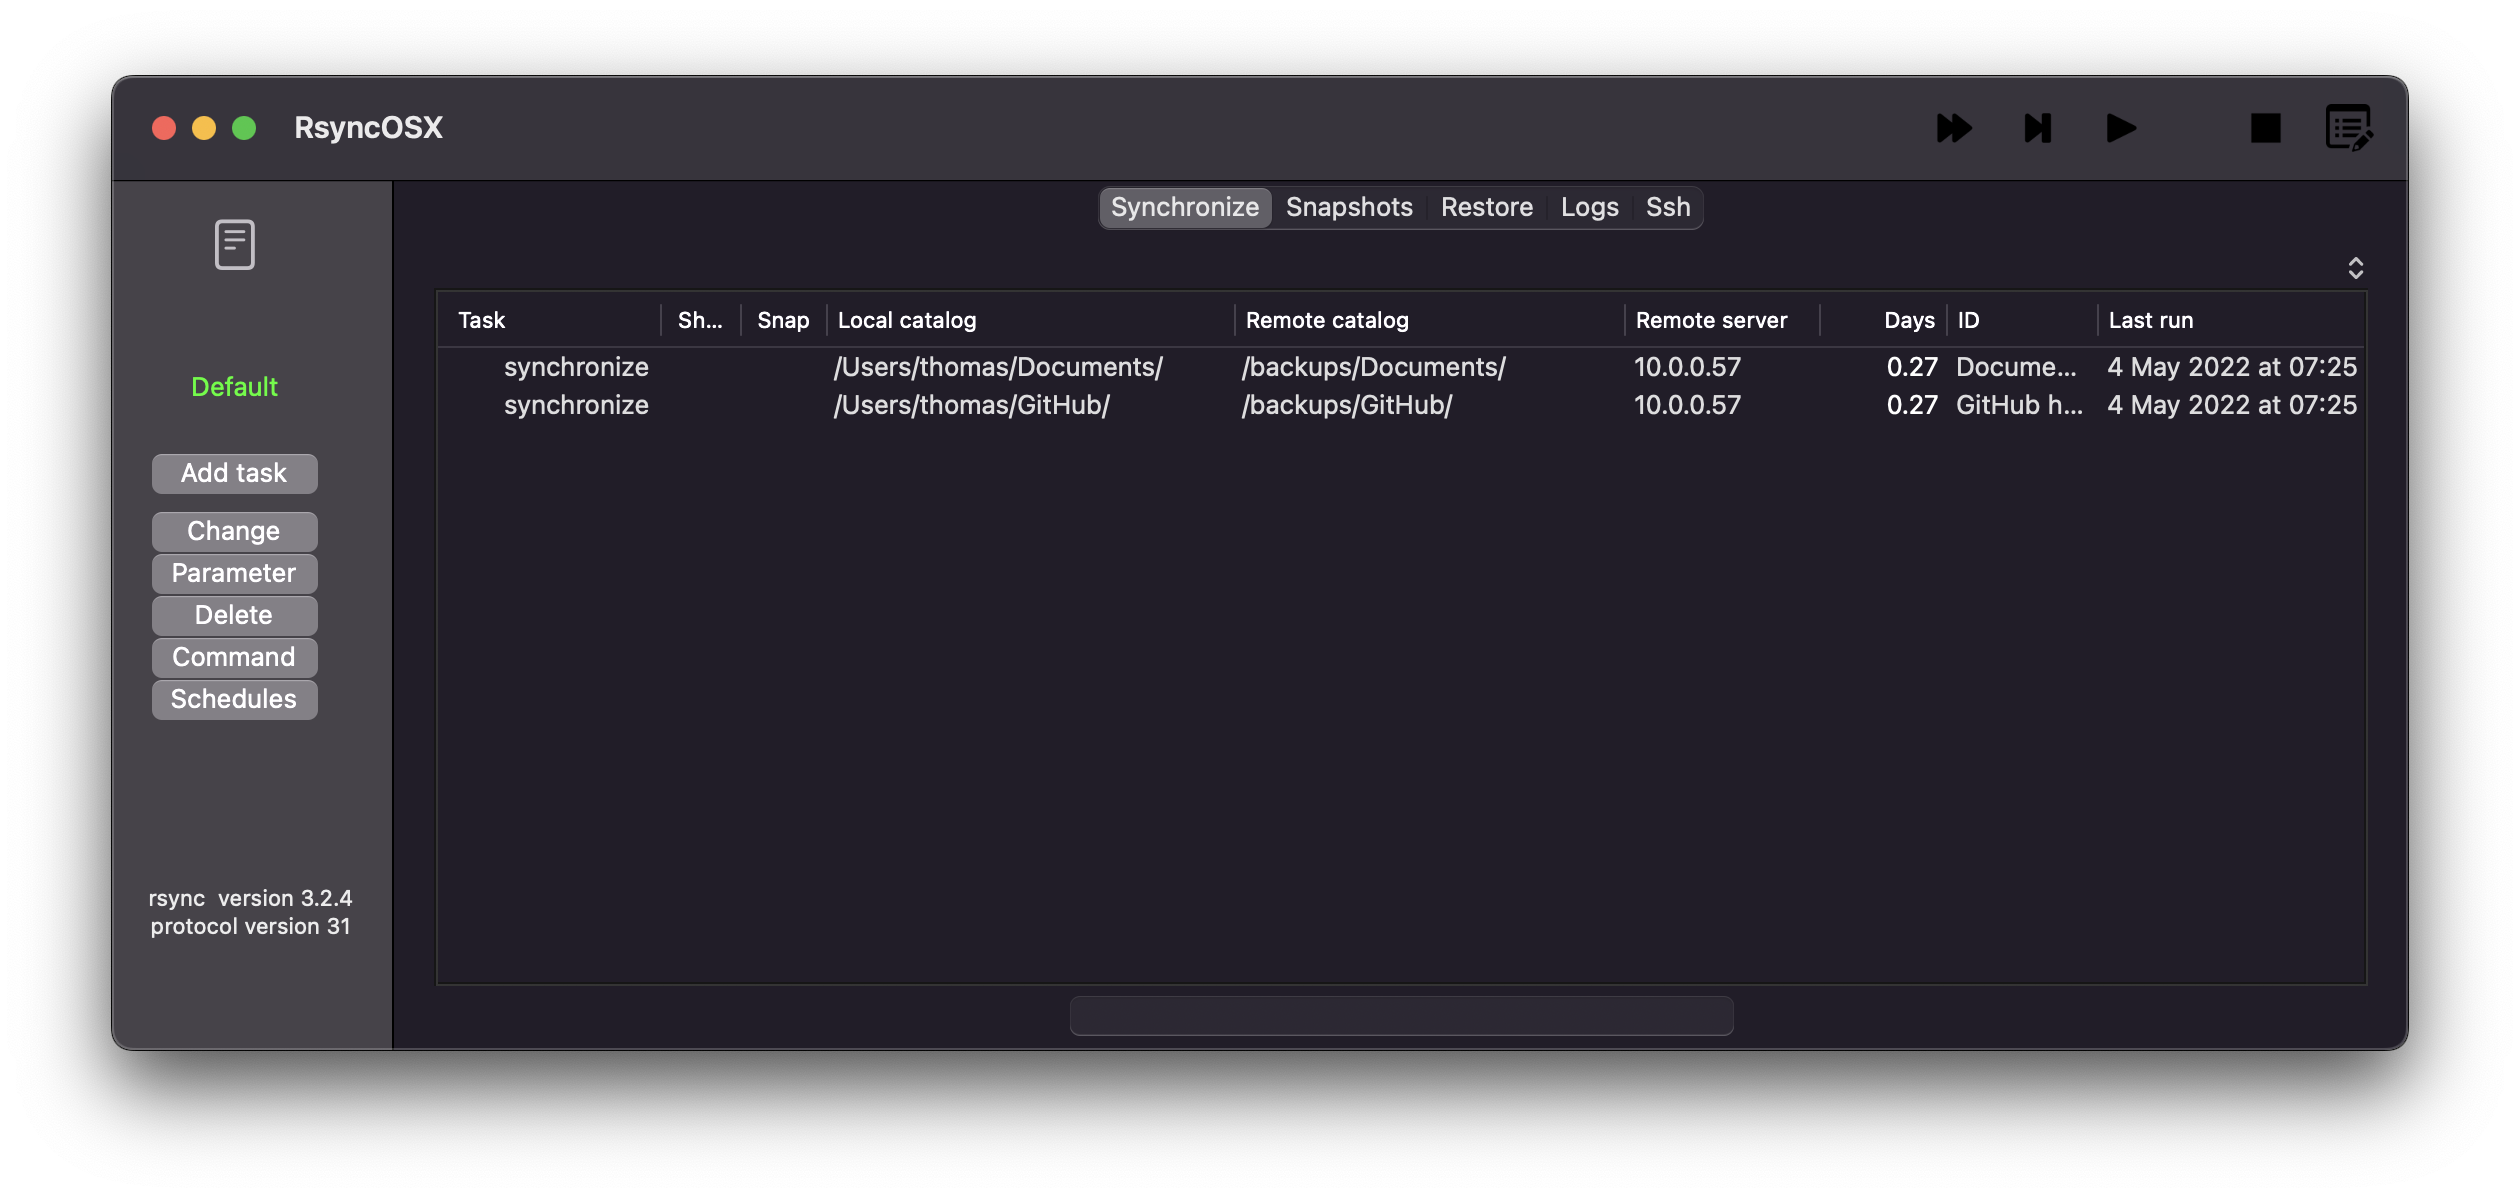 RsyncOSX
Synchronize Snapshots Restore Logs Ssh
Default
Add task
Change
Parameter
Delete
Command
Schedules
rsync  version 3.2.4
protocol version 31
Task Sh... Snap Local catalog Remote catalog Remote server Days ID Last run
synchronize /Users/thomas/Documents/ /backups/Documents/ 10.0.0.57 0.27 Docume... 4 May 2022 at 07:25
synchronize /Users/thomas/GitHub/ /backups/GitHub/ 10.0.0.57 0.27 GitHub h... 4 May 2022 at 07:25